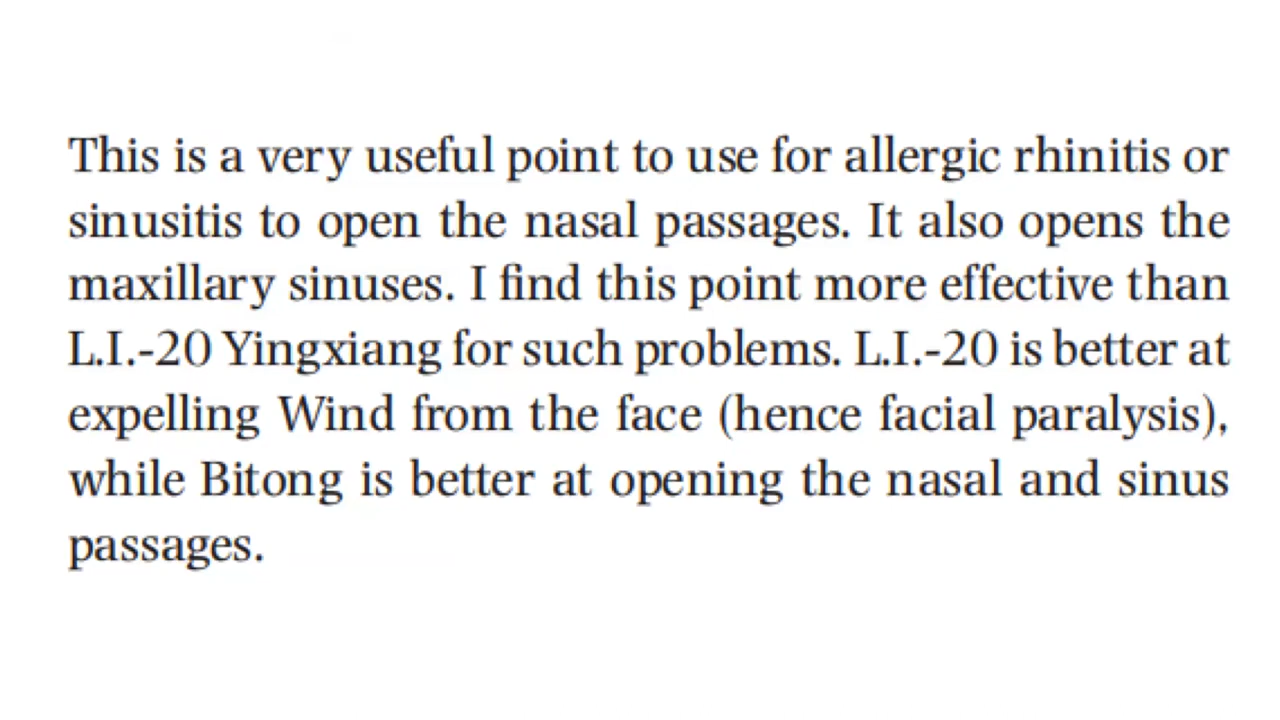 This is a very useful point to use for allergic rhinitis or
sinusitis to open the nasal passages. It also opens the
maxillary sinuses. I find this point more effective than
L.I.-20 Yingxiang for such problems. L.I.-20 is better at
expelling Wind from the face (hence facial paralysis),
while Bitong is better at opening the nasal and sinus
passages.